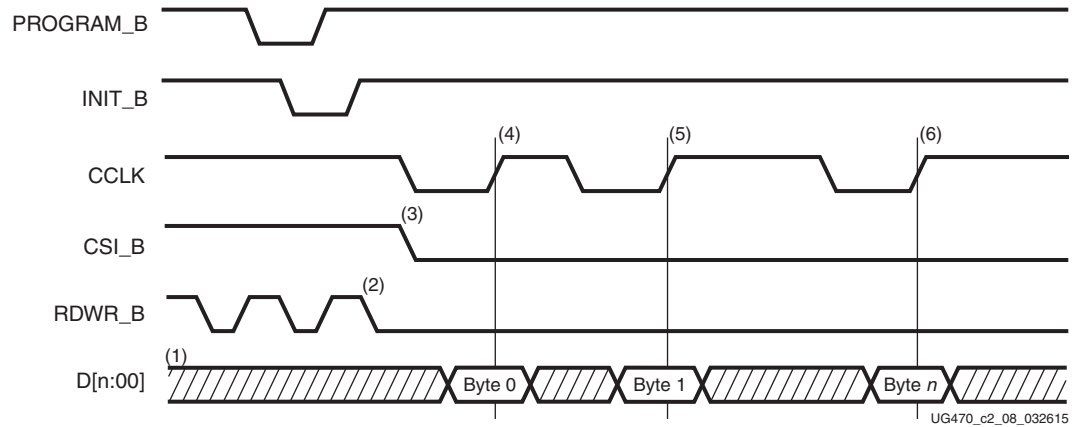 PROGRAM_B
INIT_B
(4) (5) (6)
CCLK
(3)
CSI_B
(2)
RDWR_B
(1)
D[n:00] Byte 0 Byte 1 Byte n
UG470_c2_08_032615